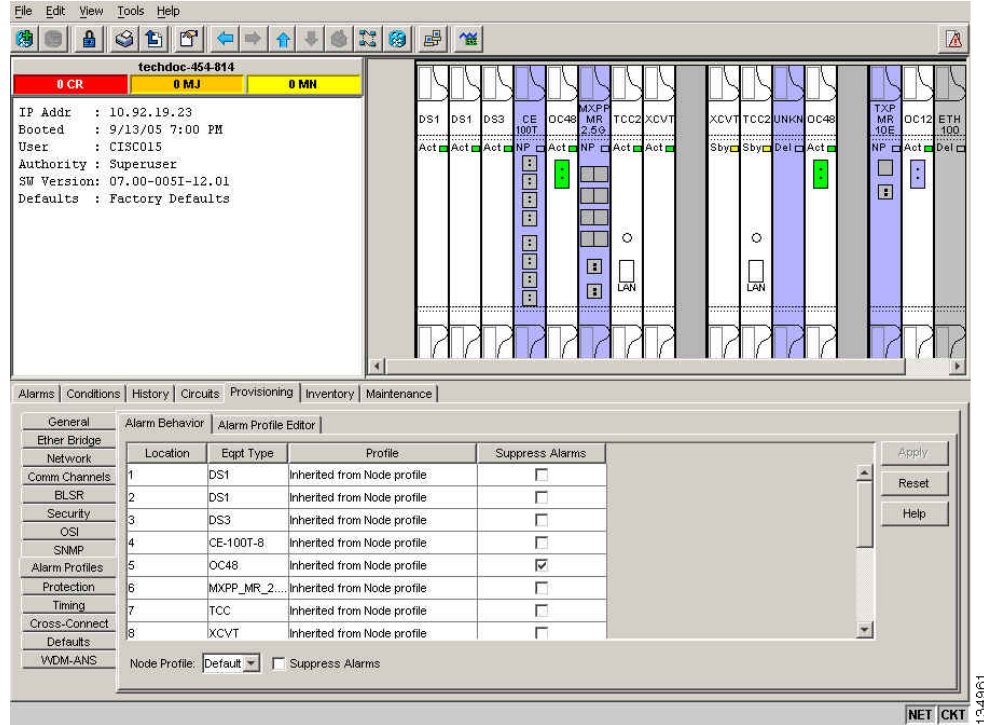 File Edit View Tools Help
techdoc-454-814
0 CR 0 MJ 0 MN
IP Addr : 10.92.19.23
Booted : 9/13/05 7:00 PM
User : CISCO15
Authority : Superuser
SW Version: 07.00-005I-12.01
Defaults : Factory Defaults
DS1 DS1 DS3 CE 100T OC48 MXPP MR 2.5G TCC2 XCVT XCVT TCC2 UNKN OC48 TXP MR 10E OC12 ETH 100
Act Act Act NP Act NP Act Act Sby Sby Del Act NP Act Del
LAN LAN
Alarms Conditions History Circuits Provisioning Inventory Maintenance
General
Ether Bridge
Network
Comm Channels
BLSR
Security
OSI
SNMP
Alarm Profiles
Protection
Timing
Cross-Connect
Defaults
WDM-ANS
Alarm Behavior Alarm Profile Editor
Location Eqpt Type Profile Suppress Alarms
1 DS1 Inherited from Node profile
2 DS1 Inherited from Node profile
3 DS3 Inherited from Node profile
4 CE-100T-8 Inherited from Node profile
5 OC48 Inherited from Node profile
6 MXPP_MR_2.... Inherited from Node profile
7 TCC Inherited from Node profile
8 XCVT Inherited from Node profile
Node Profile: Default Suppress Alarms
Apply
Reset
Help
NET CKT
134961